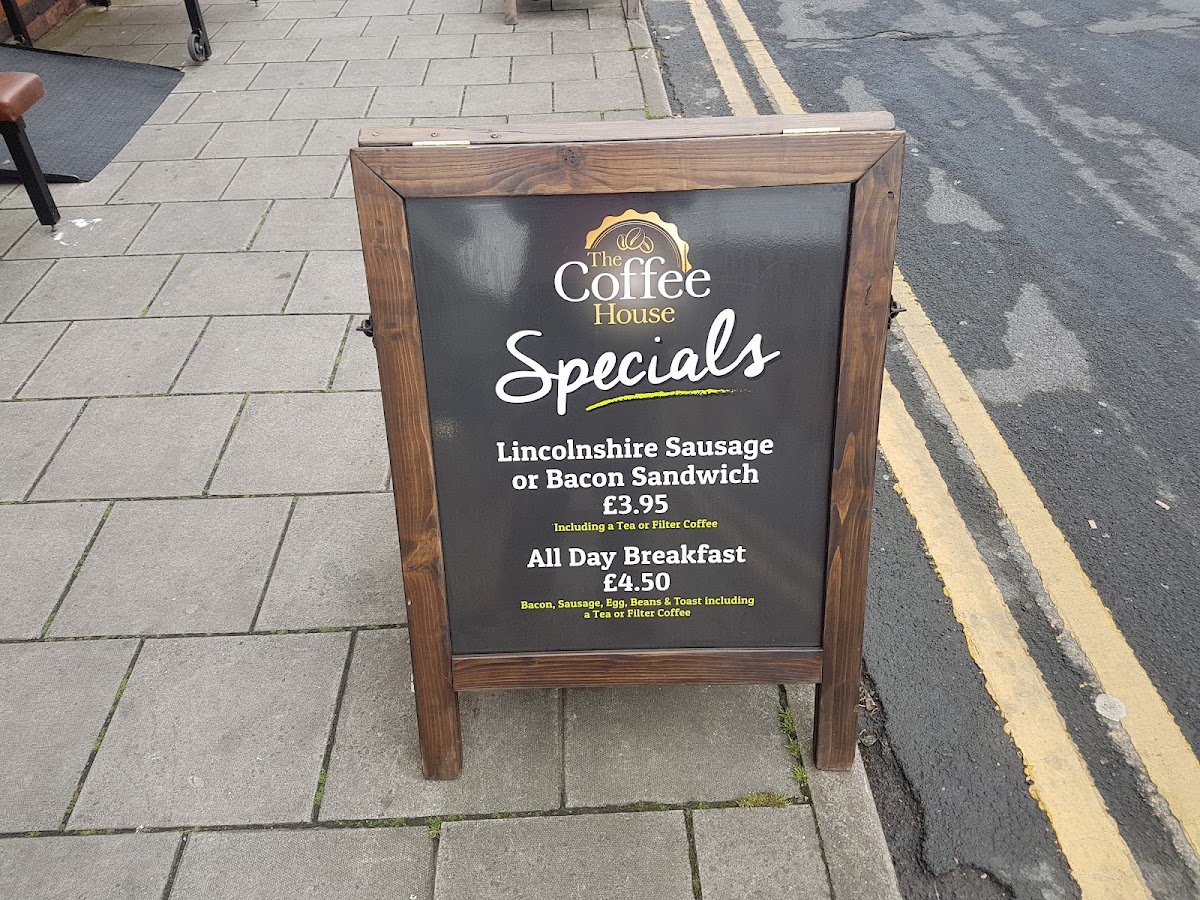 The
Coffee
House
Specials
Lincolnshire Sausage
or Bacon Sandwich
£3.95
Including a Tea or Filter Coffee
All Day Breakfast
£4.50
Bacon, Sausage, Egg, Beans & Toast including
a Tea or Filter Coffee